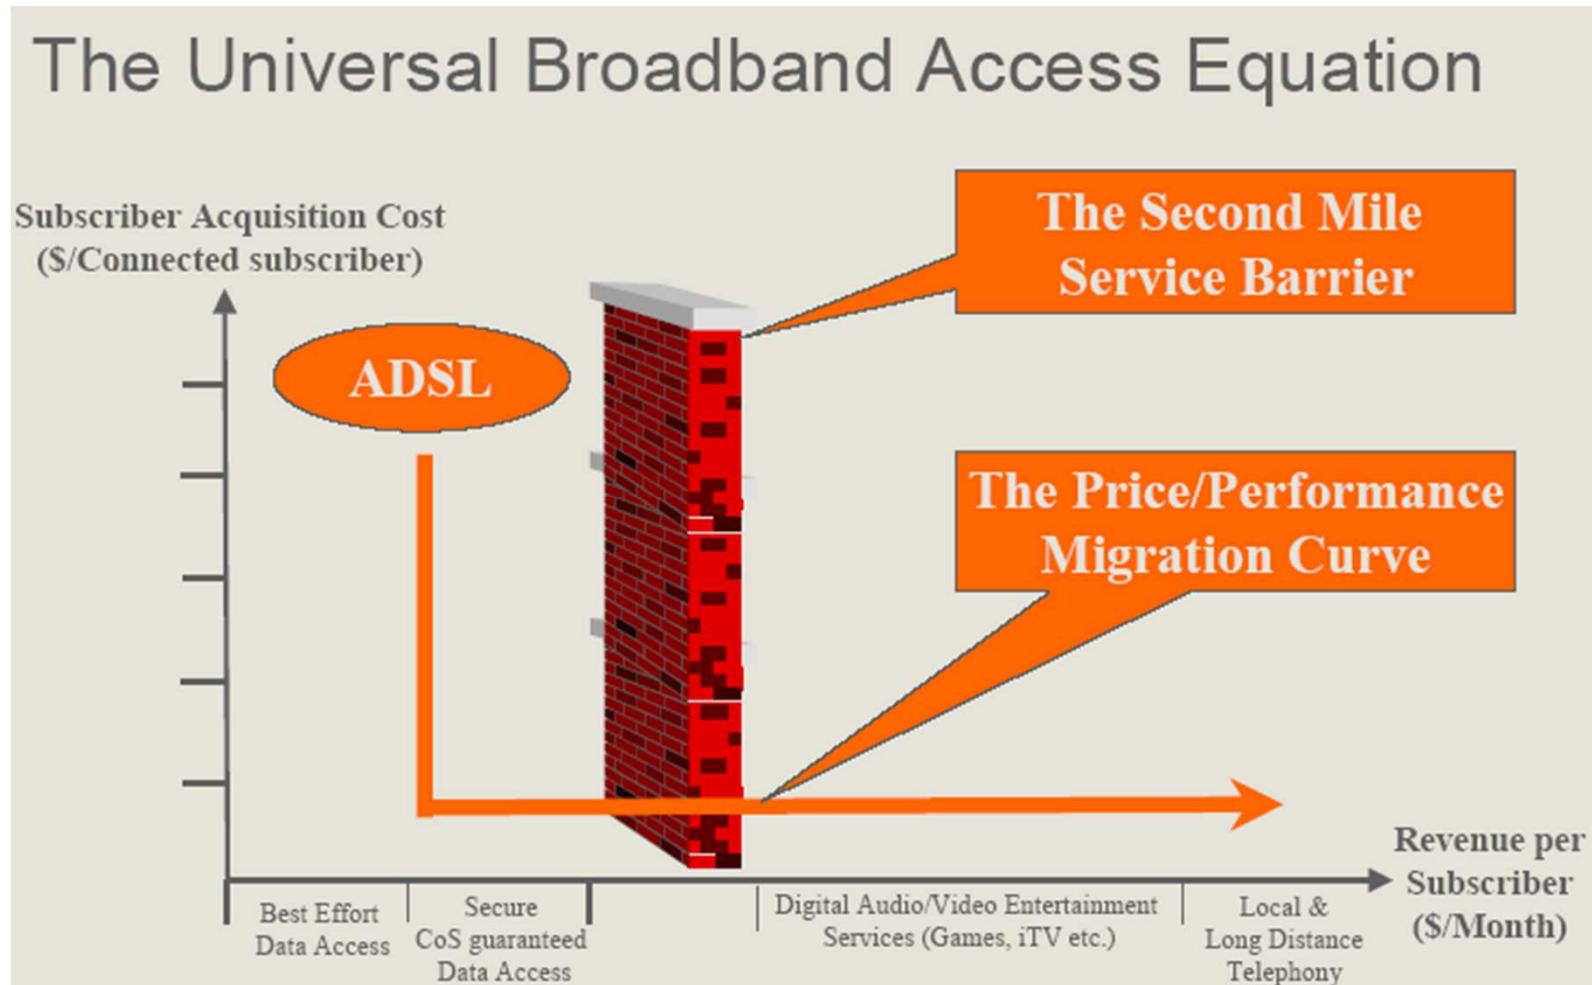 The Universal Broadband Access Equation
Subscriber Acquisition Cost
($/Connected subscriber)
The Second Mile
Service Barrier
ADSL
The Price/Performance
Migration Curve
Revenue per
Subscriber
($/Month)
Best Effort
Data Access
Secure
CoS guaranteed
Data Access
Digital Audio/Video Entertainment
Services (Games, iTV etc.)
Local &
Long Distance
Telephony